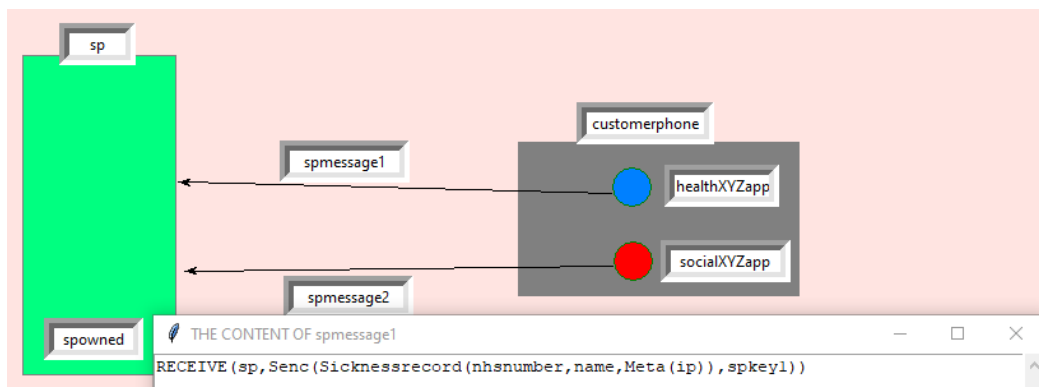 sp
customerphone
spmessage1
healthXYZapp
socialXYZapp
spmessage2
spowned
THE CONTENT OF spmessage1
RECEIVE(sp,Senc(Sicknessrecord(nhsnumber,name,Meta(ip)),spkey1))